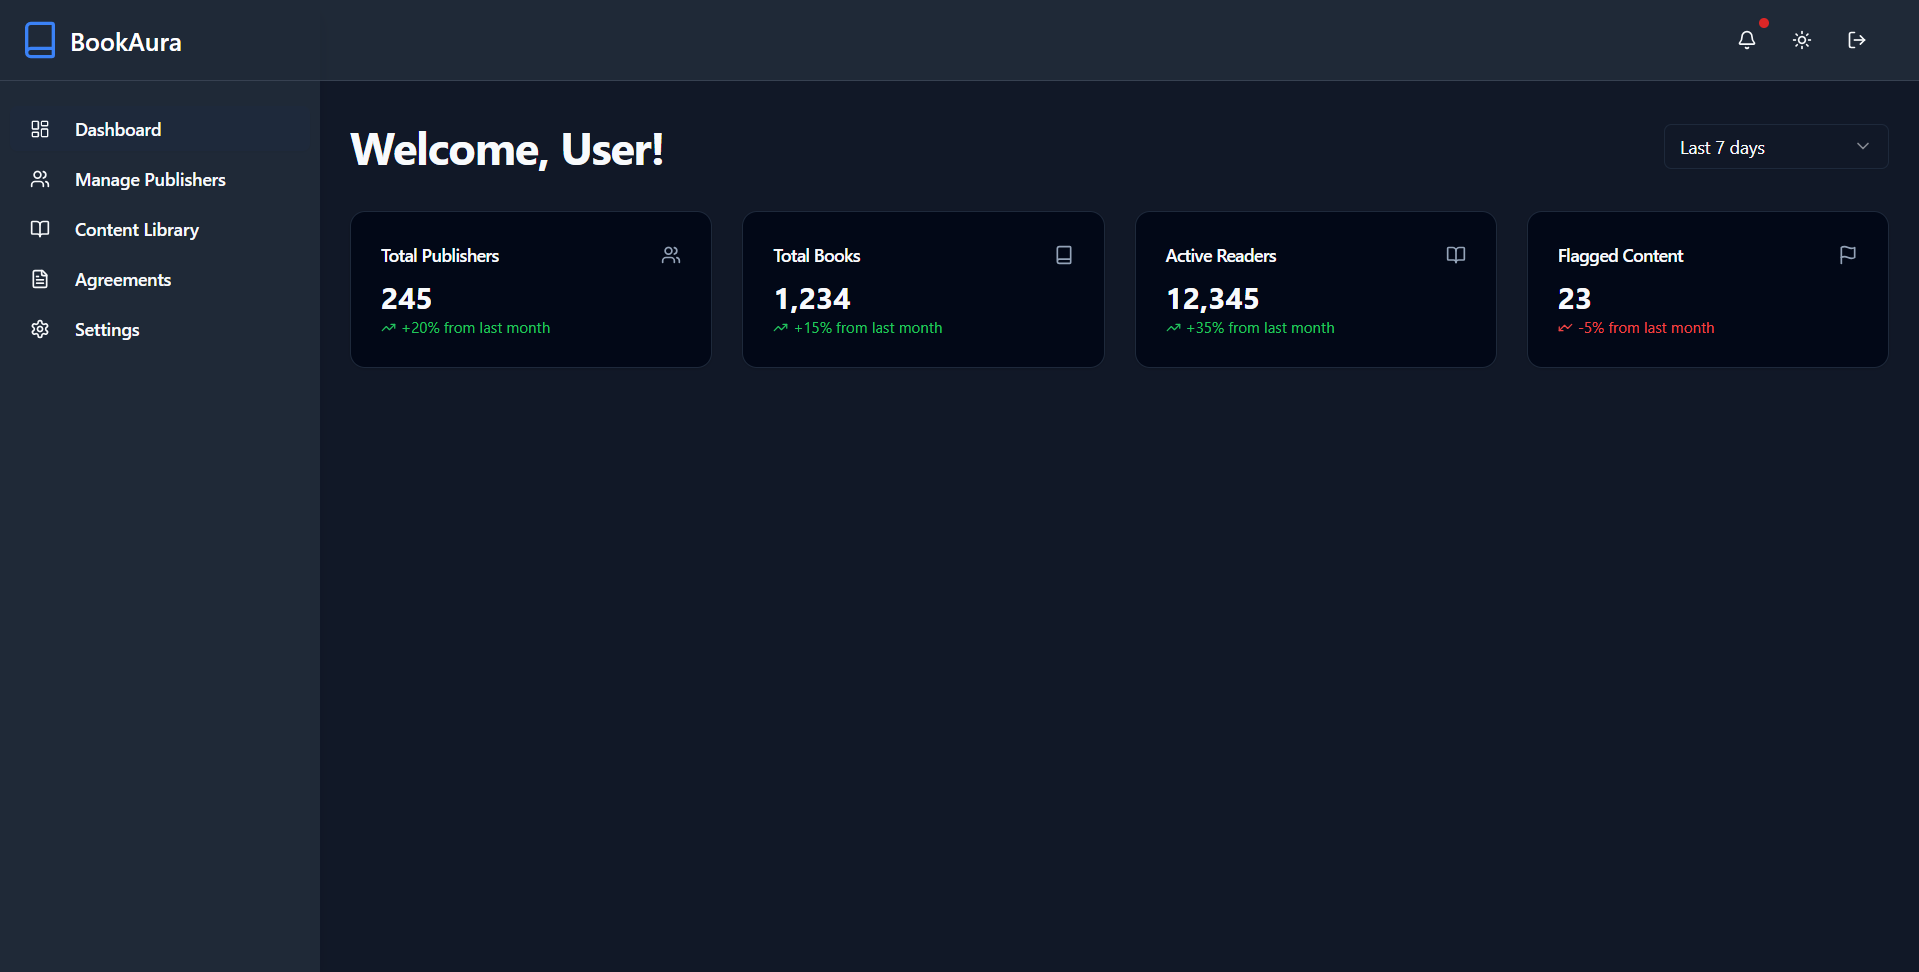 BookAura
Dashboard
Manage Publishers
Content Library
Agreements
Settings
Welcome, User!
Last 7 days
Total Publishers
245
+20% from last month
Total Books
1,234
+15% from last month
Active Readers
12,345
+35% from last month
Flagged Content
23
-5% from last month